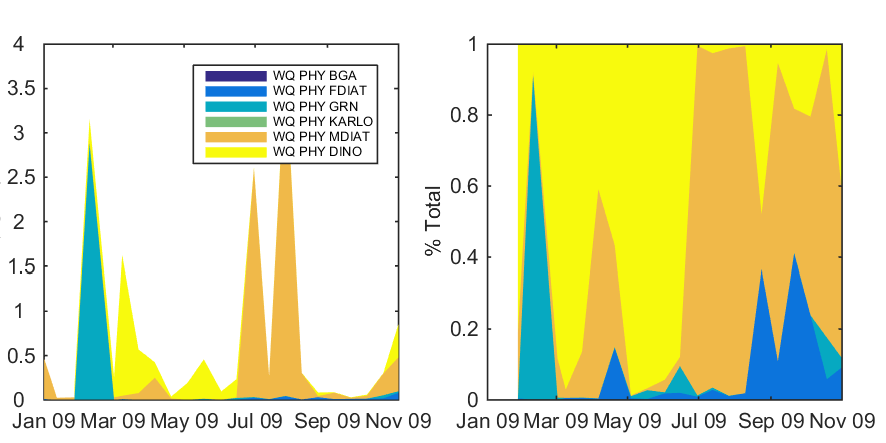 4
3.5
3
2.5
2
1.5
1
0.5
0
Jan 09 Mar 09 May 09 Jul 09 Sep 09 Nov 09
WQ PHY BGA
WQ PHY FDIAT
WQ PHY GRN
WQ PHY KARLO
WQ PHY MDIAT
WQ PHY DINO
% Total
1
0.8
0.6
0.4
0.2
0
Jan 09 Mar 09 May 09 Jul 09 Sep 09 Nov 09